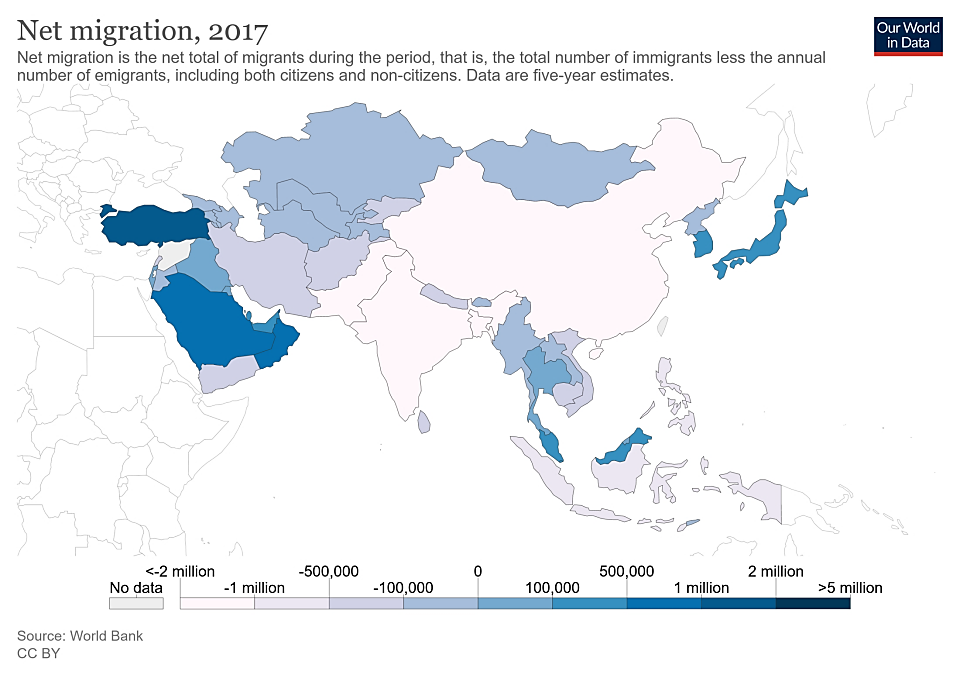 Net migration, 2017
Our World
in Data
Net migration is the net total of migrants during the period, that is, the total number of immigrants less the annual
number of emigrants, including both citizens and non-citizens. Data are five-year estimates.
<-2 million -500,000 0 500,000 2 million
No data -1 million -100,000 100,000 1 million >5 million
Source: World Bank
CC BY